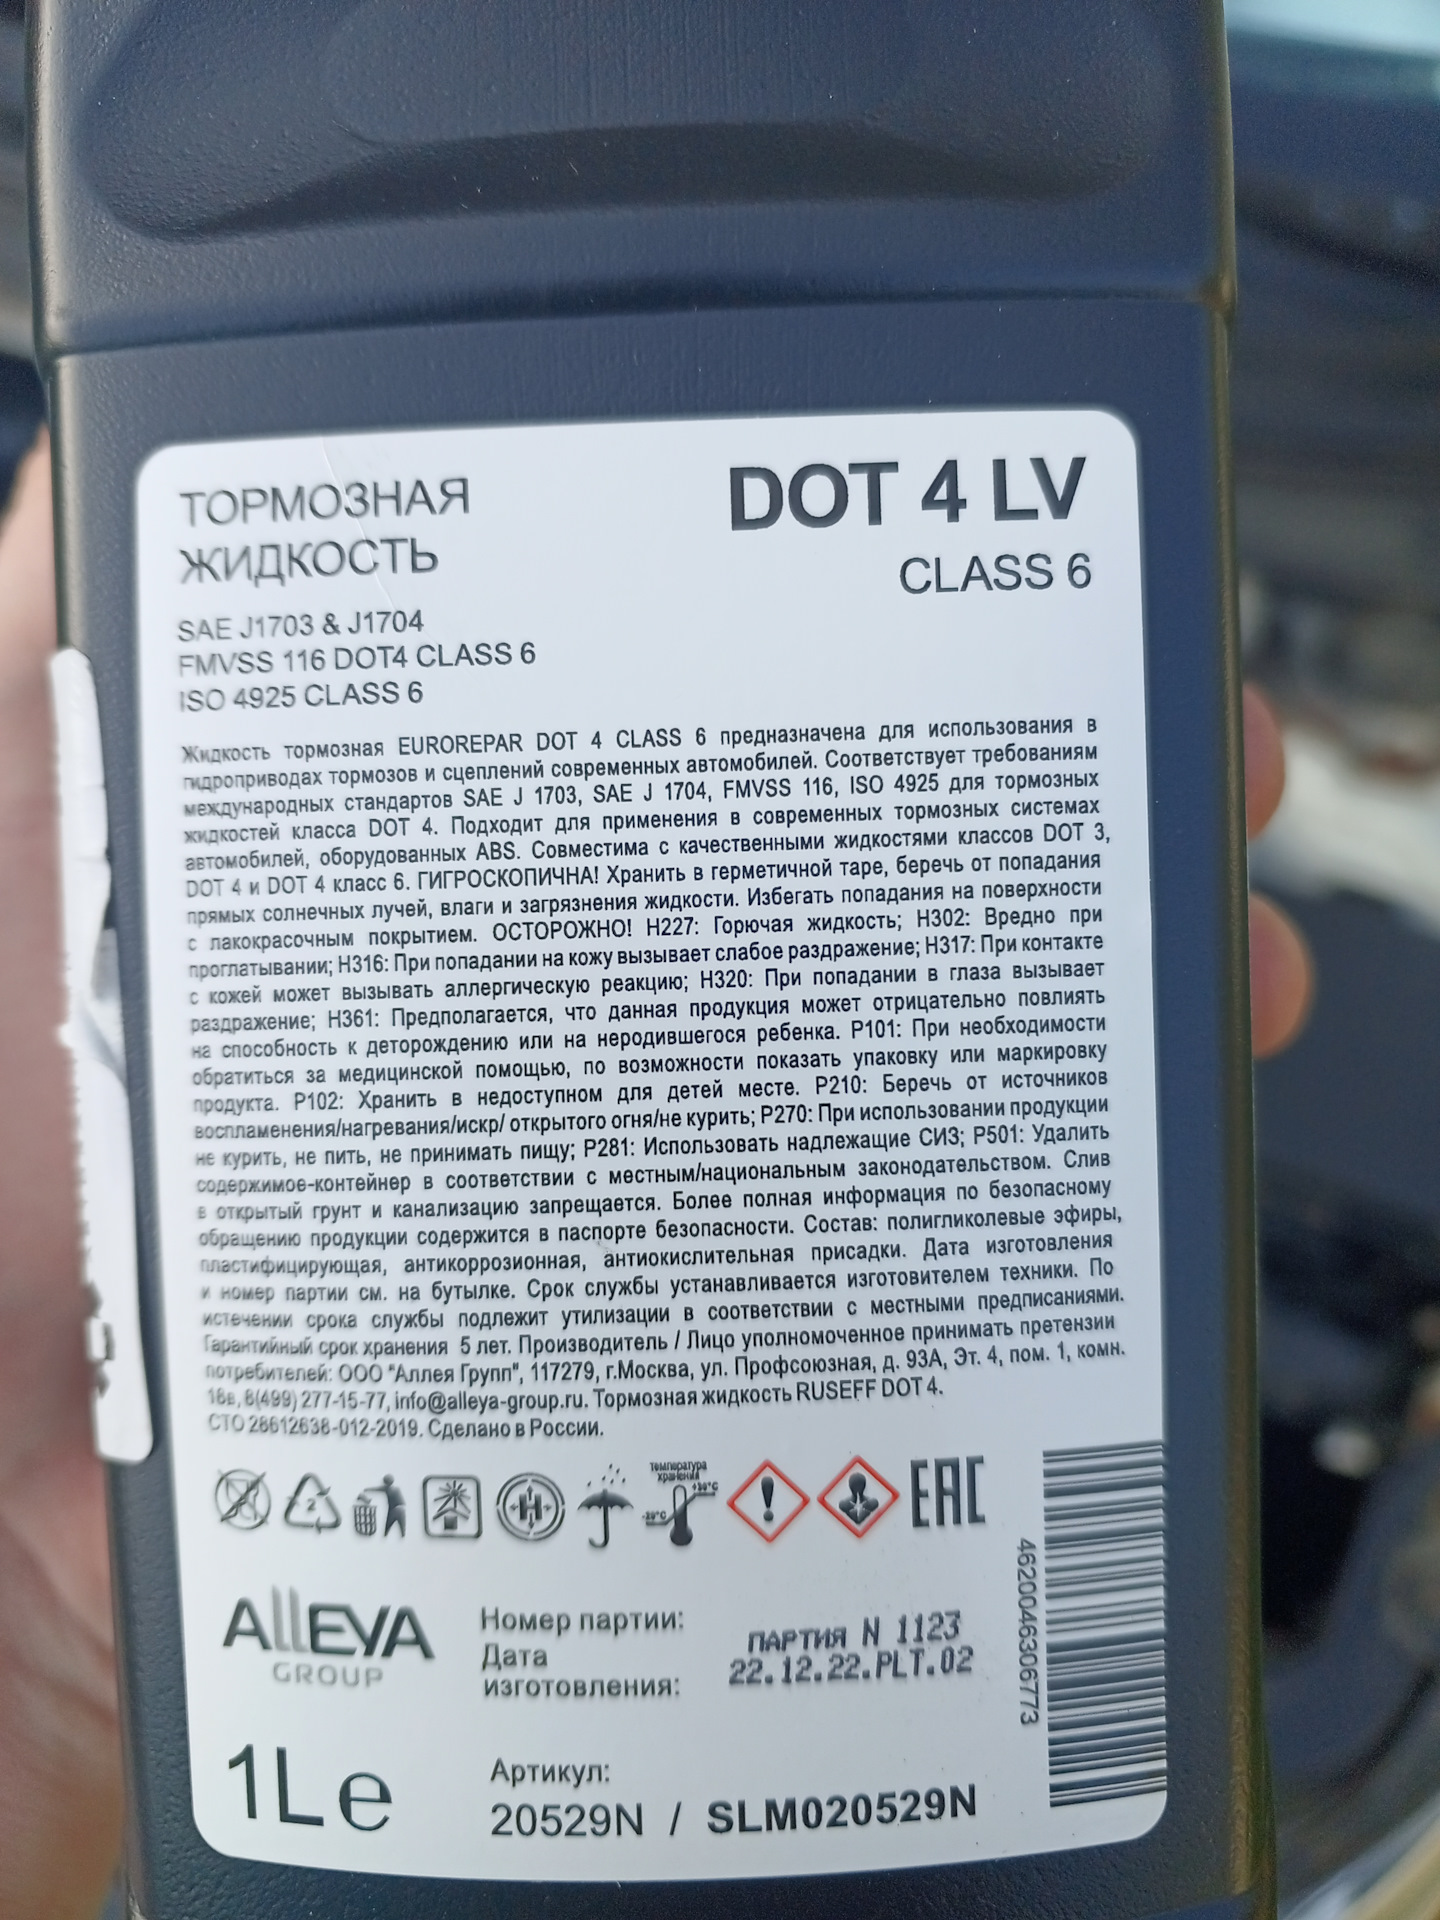 ТОРМОЗНАЯ
ЖИДКОСТЬ
DOT 4 LV
CLASS 6
SAE J1703 & J1704
FMVSS 116 DOT4 CLASS 6
ISO 4925 CLASS 6
Жидкость тормозная EUROREPAR DOT 4 CLASS 6 предназначена для использования в
гидроприводах тормозов и сцеплений современных автомобилей. Соответствует требованиям
международных стандартов SAE J 1703, SAE J 1704, FMVSS 116, ISO 4925 для тормозных
жидкостей класса DOT 4. Подходит для применения в современных тормозных системах
автомобилей, оборудованных ABS. Совместима с качественными жидкостями классов DOT 3,
DOT 4 и DOT 4 класс 6. ГИГРОСКОПИЧНА! Хранить в герметичной таре, беречь от попадания
прямых солнечных лучей, влаги и загрязнения жидкости. Избегать попадания на поверхности
с лакокрасочным покрытием. ОСТОРОЖНО! H227: Горючая жидкость; H302: Вредно при
проглатывании; H316: При попадании на кожу вызывает слабое раздражение; H317: При контакте
с кожей может вызывать аллергическую реакцию; H320: При попадании в глаза вызывает
раздражение; H361: Предполагается, что данная продукция может отрицательно повлиять
на способность к деторождению или на неродившегося ребенка. P101: При необходимости
обратиться за медицинской помощью, по возможности показать упаковку или маркировку
продукта. P102: Хранить в недоступном для детей месте. P210: Беречь от источников
воспламенения/нагревания/искр/ открытого огня/не курить; P270: При использовании продукции
не курить, не пить, не принимать пищу; P281: Использовать надлежащие СИЗ; P501: Удалить
содержимое-контейнер в соответствии с местным/национальным законодательством. Слив
в открытый грунт и канализацию запрещается. Более полная информация по безопасному
обращению продукции содержится в паспорте безопасности. Состав: полигликолевые эфиры,
пластифицирующая, антикоррозионная, антиокислительная присадки. Дата изготовления
и номер партии см. на бутылке. Срок службы устанавливается изготовителем техники. По
истечении срока службы подлежит утилизации в соответствии с местными предписаниями.
Гарантийный срок хранения 5 лет. Производитель / Лицо уполномоченное принимать претензии
потребителей: ООО "Аллея Групп", 117279, г.Москва, ул. Профсоюзная, д. 93А, Эт. 4, пом. 1, комн.
18в, 8(499) 277-15-77, info@alleya-group.ru. Тормозная жидкость RUSEFF DOT 4.
СТО 28612638-012-2019. Сделано в России.
2
H
температура
хранения
+30°C
EAC
4620046306773
AllEYA
GROUP
Номер партии:
Дата
изготовления:
ПАРТИЯ N 1123
22.12.22.PLT.02
1L e
Артикул:
20529N / SLM020529N